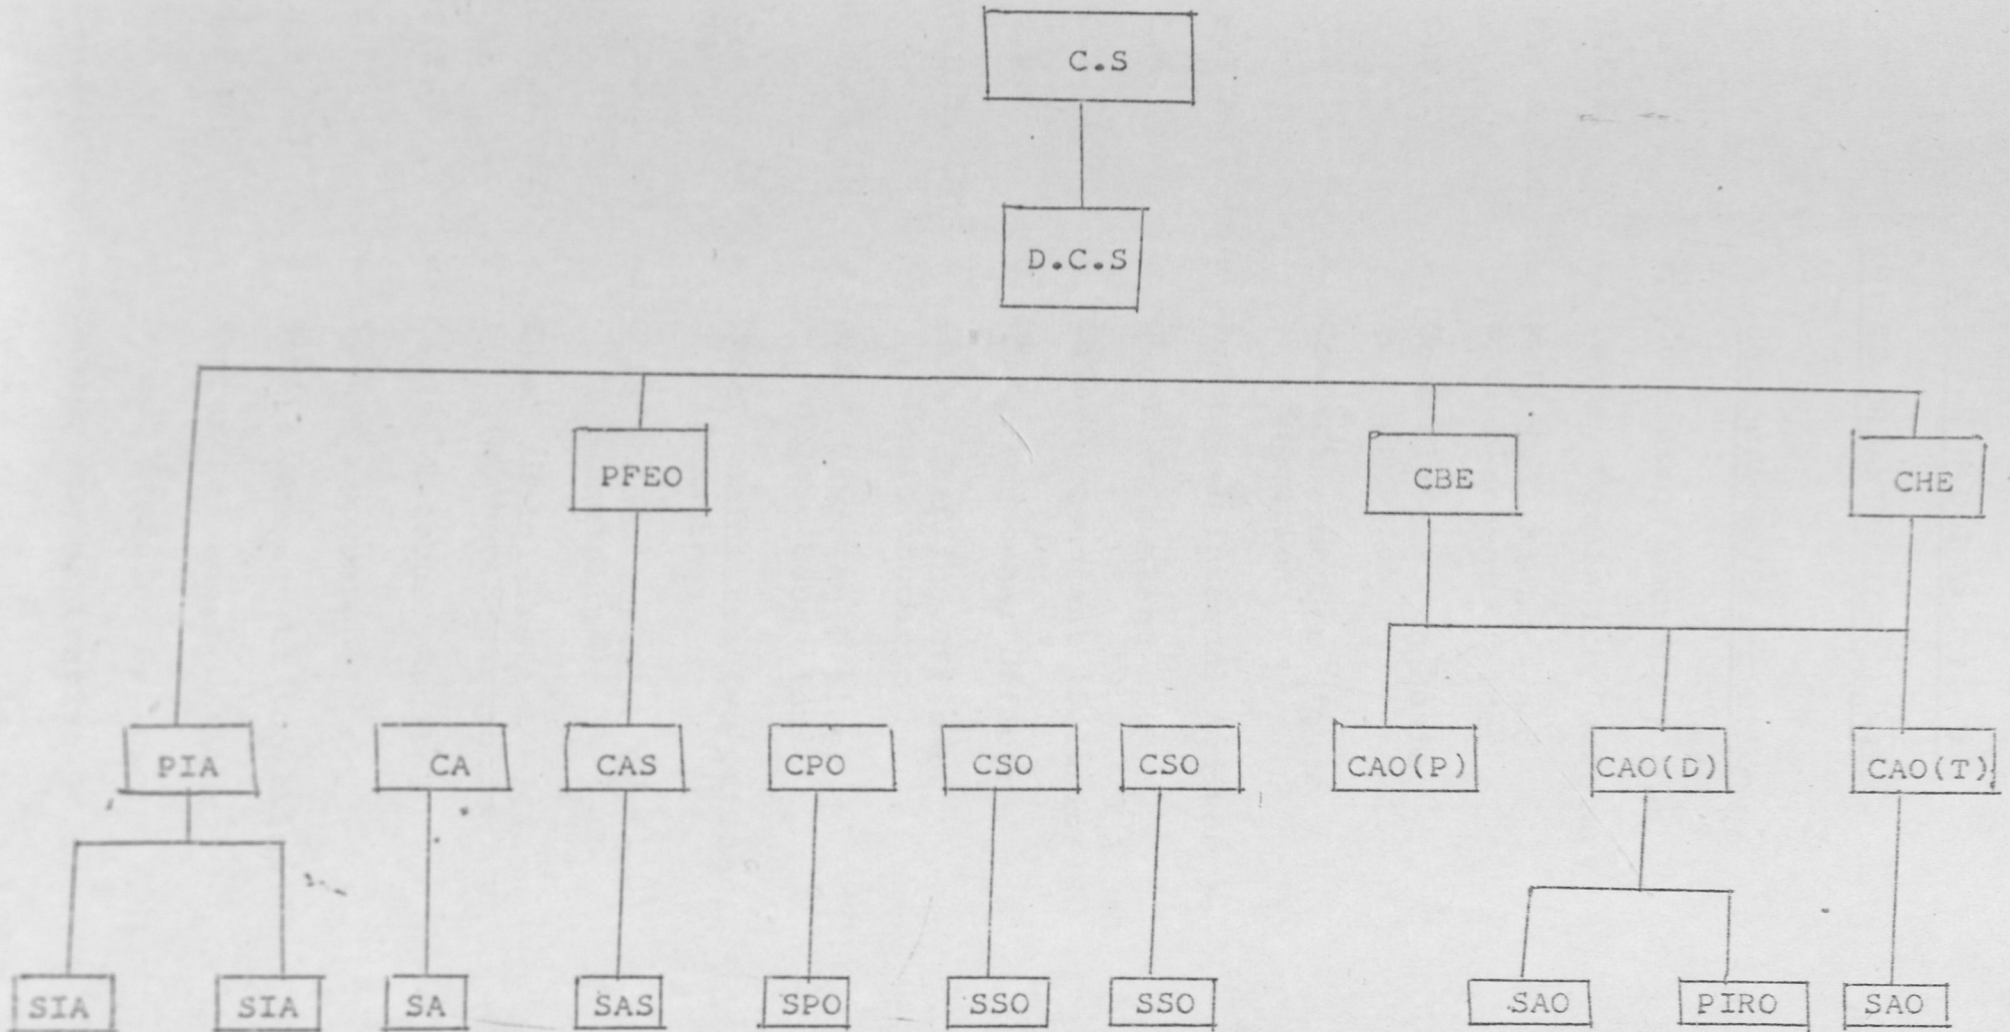 C.S
D.C.S
PFEO CBE CHE
PIA CA CAS CPO CSO CSO CAO(P) CAO(D) CAO(T)
SIA SIA SA SAS SPO SSO SSO SAO PIRO SAO